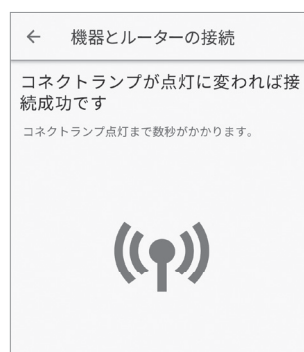 機器とルーターの接続
コネクトランプが点灯に変われば接
続成功です
コネクトランプ点灯まで数秒がかかります。